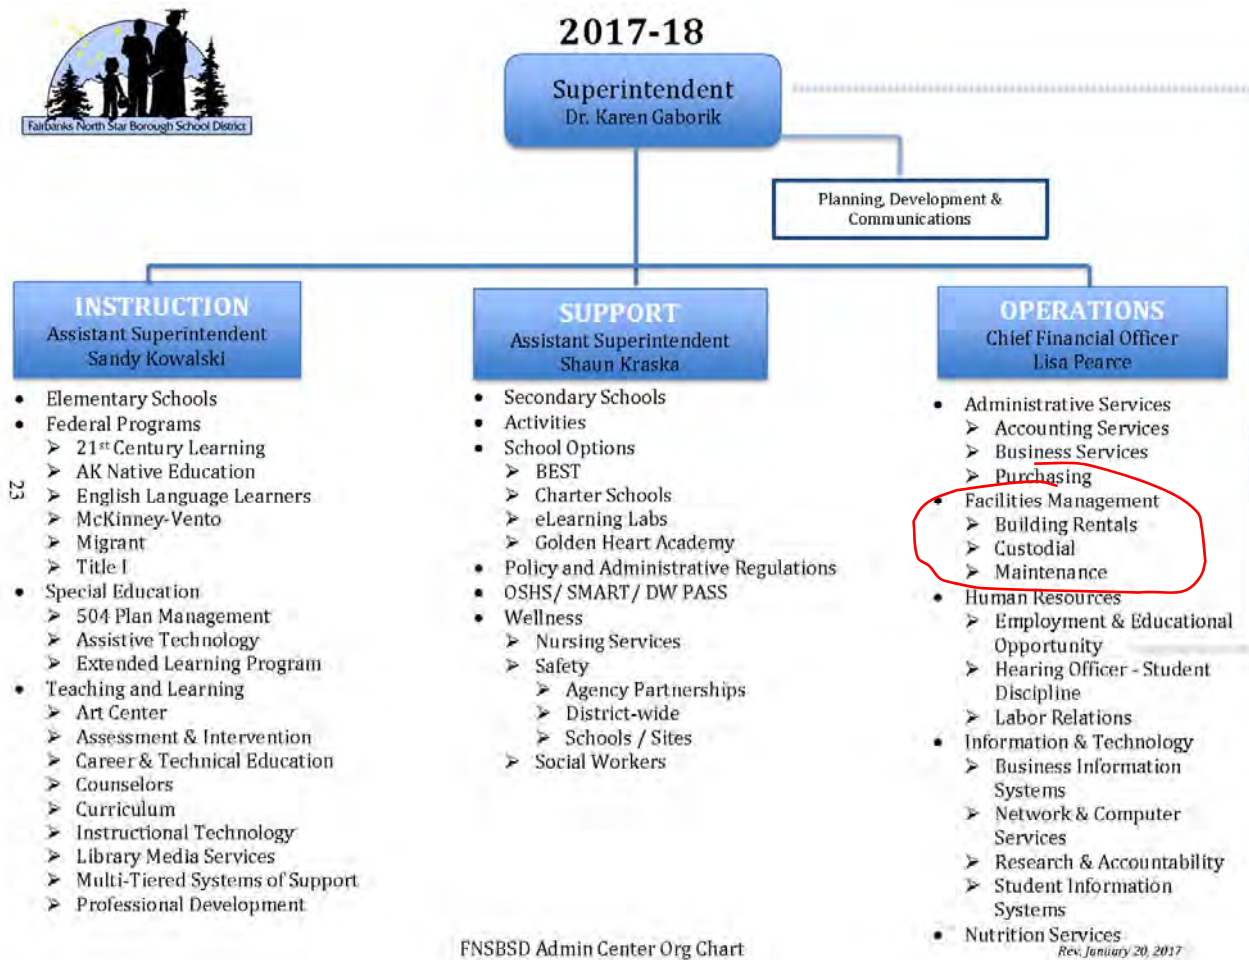 2017-18
Fairbanks North Star Borough School District
Superintendent
Dr. Karen Gaborik
Planning, Development &
Communications
INSTRUCTION
Assistant Superintendent
Sandy Kowalski
• Elementary Schools
• Federal Programs
➢ 21st Century Learning
➢ AK Native Education
➢ English Language Learners
➢ McKinney-Vento
➢ Migrant
➢ Title I
• Special Education
➢ 504 Plan Management
➢ Assistive Technology
➢ Extended Learning Program
• Teaching and Learning
➢ Art Center
➢ Assessment & Intervention
➢ Career & Technical Education
➢ Counselors
➢ Curriculum
➢ Instructional Technology
➢ Library Media Services
➢ Multi-Tiered Systems of Support
➢ Professional Development
23
SUPPORT
Assistant Superintendent
Shaun Kraska
• Secondary Schools
• Activities
• School Options
➢ BEST
➢ Charter Schools
➢ eLearning Labs
➢ Golden Heart Academy
• Policy and Administrative Regulations
• OSHS/ SMART/ DW PASS
• Wellness
➢ Nursing Services
➢ Safety
➢ Agency Partnerships
➢ District-wide
➢ Schools / Sites
➢ Social Workers
OPERATIONS
Chief Financial Officer
Lisa Pearce
• Administrative Services
➢ Accounting Services
➢ Business Services
➢ Purchasing
• Facilities Management
➢ Building Rentals
➢ Custodial
➢ Maintenance
• Human Resources
➢ Employment & Educational
Opportunity
➢ Hearing Officer - Student
Discipline
➢ Labor Relations
• Information & Technology
➢ Business Information
Systems
➢ Network & Computer
Services
➢ Research & Accountability
➢ Student Information
Systems
• Nutrition Services
FNSBSD Admin Center Org Chart
Rev. January 20, 2017